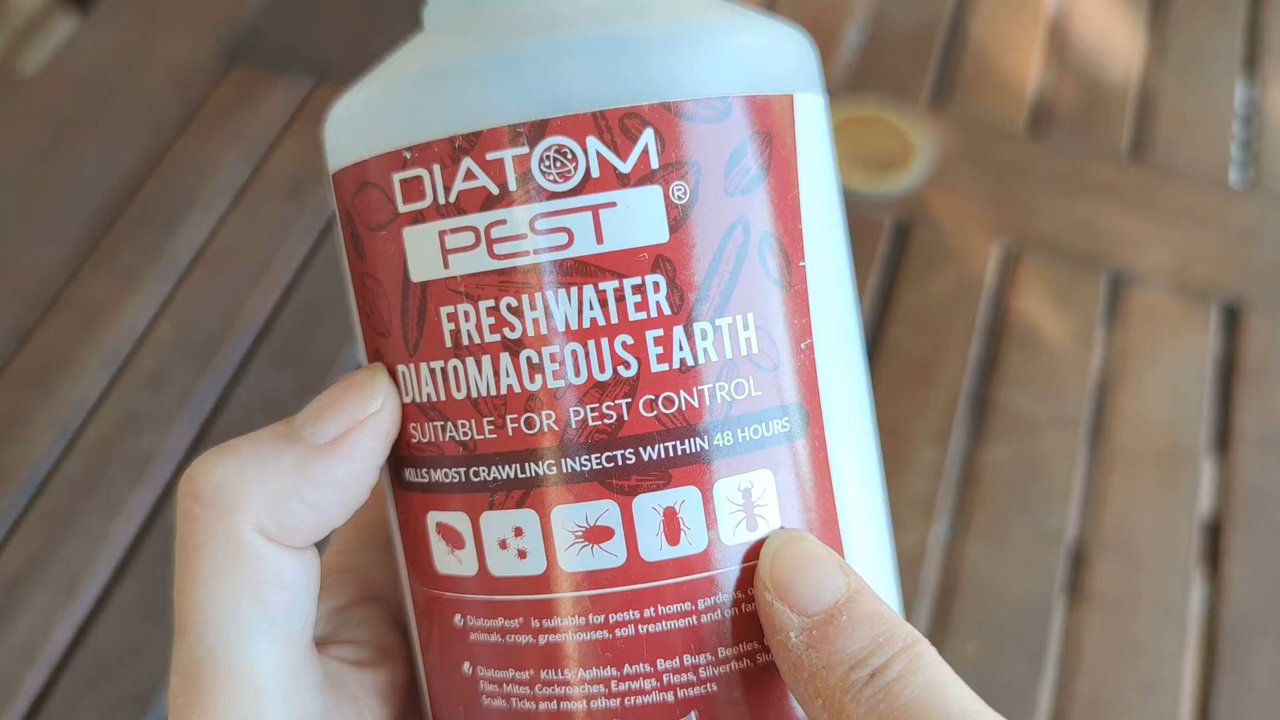 DIATOM
PEST®
FRESHWATER
DIATOMACEOUS EARTH
SUITABLE FOR PEST CONTROL
KILLS MOST CRAWLING INSECTS WITHIN 48 HOURS
DiatomPest® is suitable for pests at home, gardens,
animals, crops, greenhouses, soil treatment and on
DiatomPest® KILLS: Aphids, Ants, Bed Bugs, Beetles,
Flies, Mites, Cockroaches, Earwigs, Fleas, Silverfish,
Snails, Ticks and most other crawling insects